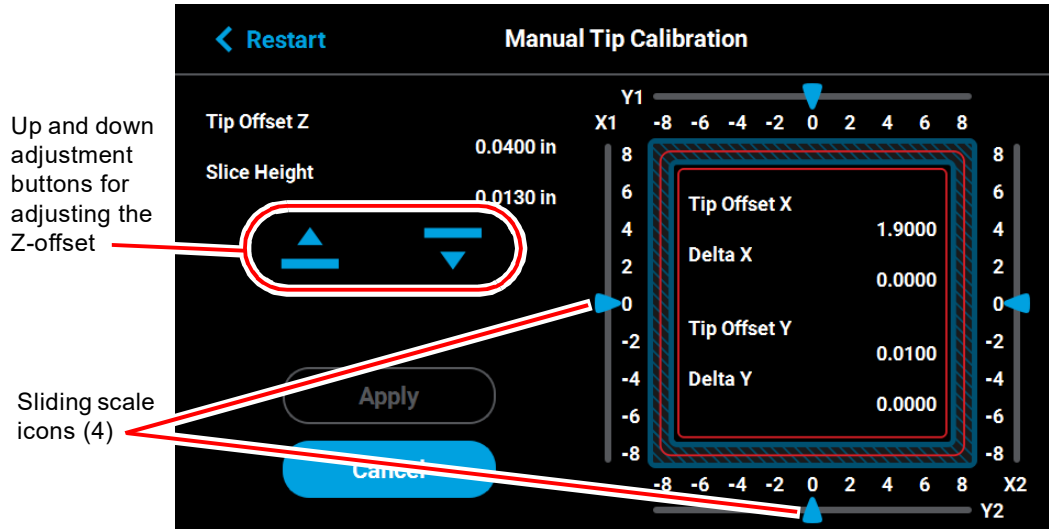 Restart
Manual Tip Calibration
Up and down
adjustment
buttons for
adjusting the
Z-offset
Tip Offset Z
0.0400 in
Slice Height
0.0130 in
Apply
Cancel
Sliding scale
icons (4)
Y1
X1 -8 -6 -4 -2 0 2 4 6 8
8 8
6 6
4 4
2 2
0 0
-2 -2
-4 -4
-6 -6
-8 -8
Tip Offset X
1.9000
Delta X
0.0000
Tip Offset Y
0.0100
Delta Y
0.0000
-8 -6 -4 -2 0 2 4 6 8 X2
Y2